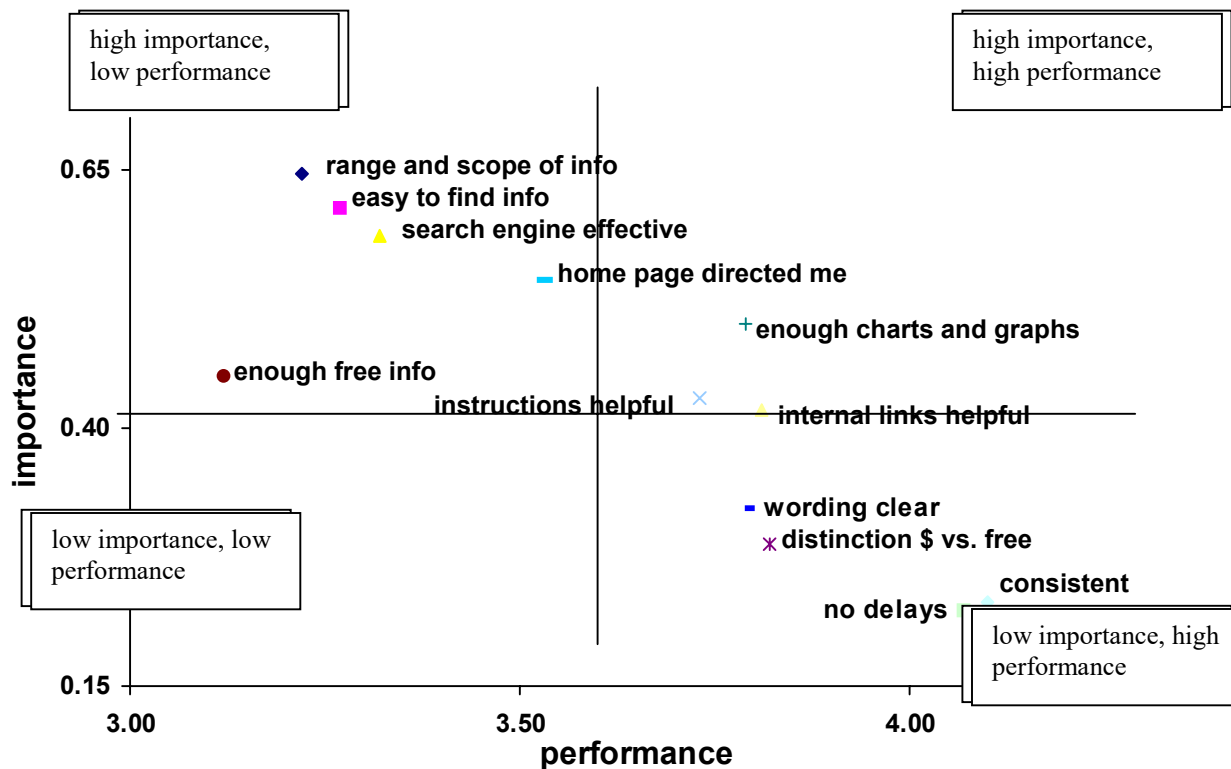 high importance,
low performance
high importance,
high performance
0.65
range and scope of info
easy to find info
search engine effective
home page directed me
enough charts and graphs
enough free info
instructions helpful
internal links helpful
0.40
importance
wording clear
distinction $ vs. free
low importance, low
performance
consistent
no delays
low importance, high
performance
0.15
3.00
3.50
4.00
performance